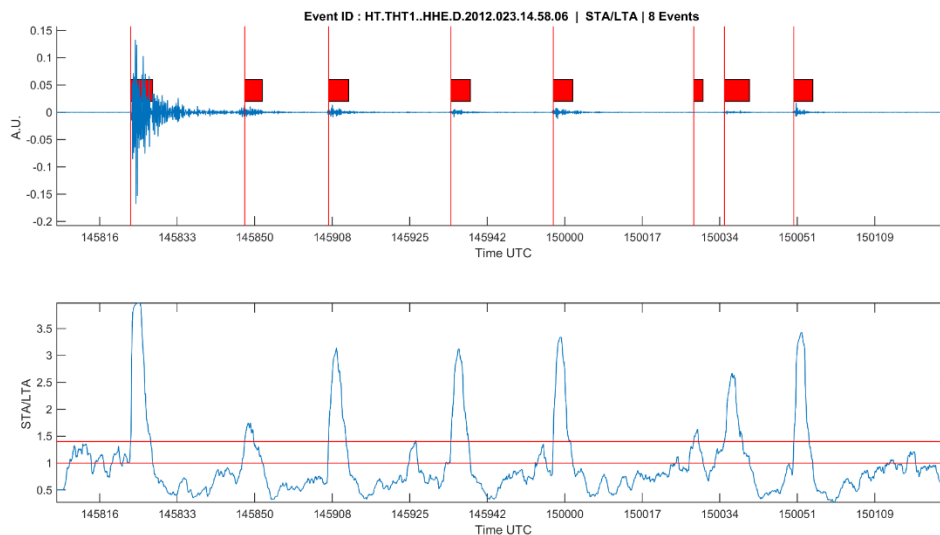 Event ID : HT.THT1..HHE.D.2012.023.14.58.06 | STA/LTA | 8 Events
0.15
0.1
0.05
0
-0.05
-0.1
-0.15
-0.2
A.U.
145816 145833 145850 145908 145925 145942 150000 150017 150034 150051 150109
Time UTC
3.5
3
2.5
2
1.5
1
0.5
STA/LTA
145816 145833 145850 145908 145925 145942 150000 150017 150034 150051 150109
Time UTC